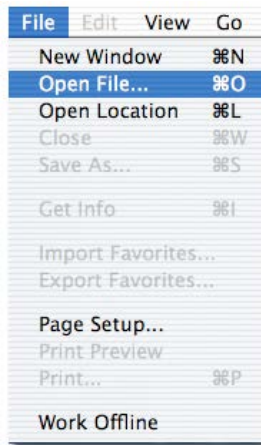 File Edit View Go
New Window ⌘N
Open File... ⌘O
Open Location ⌘L
Close ⌘W
Save As... ⌘S
Get Info ⌘I
Import Favorites...
Export Favorites...
Page Setup...
Print Preview
Print... ⌘P
Work Offline